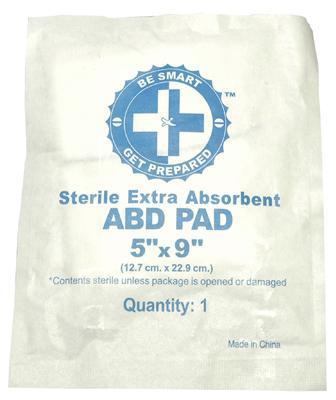 BE SMART
GET PREPARED
™
Sterile Extra Absorbent
ABD PAD
5" x 9"
(12.7 cm. x 22.9 cm.)
*Contents sterile unless package is opened or damaged
Quantity: 1
Made in China